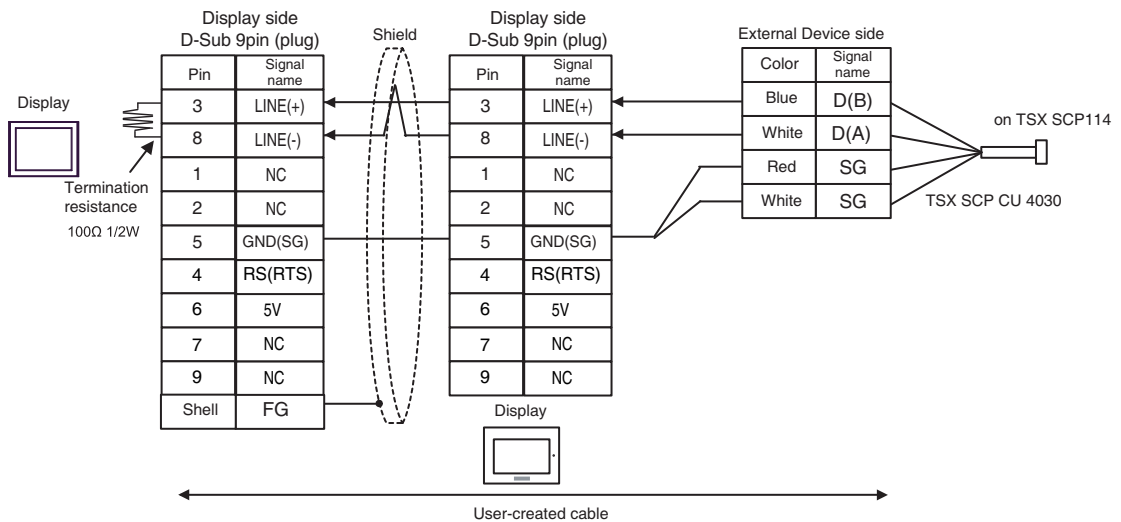 Display side
D-Sub 9pin (plug)
Shield
Display side
D-Sub 9pin (plug)
External Device side
Pin Signal name
3 LINE(+)
8 LINE(-)
1 NC
2 NC
5 GND(SG)
4 RS(RTS)
6 5V
7 NC
9 NC
Shell FG
Display
Termination
resistance
100Ω 1/2W
Pin Signal name
3 LINE(+)
8 LINE(-)
1 NC
2 NC
5 GND(SG)
4 RS(RTS)
6 5V
7 NC
9 NC
Display
Color Signal name
Blue D(B)
White D(A)
Red SG
White SG
on TSX SCP114
TSX SCP CU 4030
User-created cable